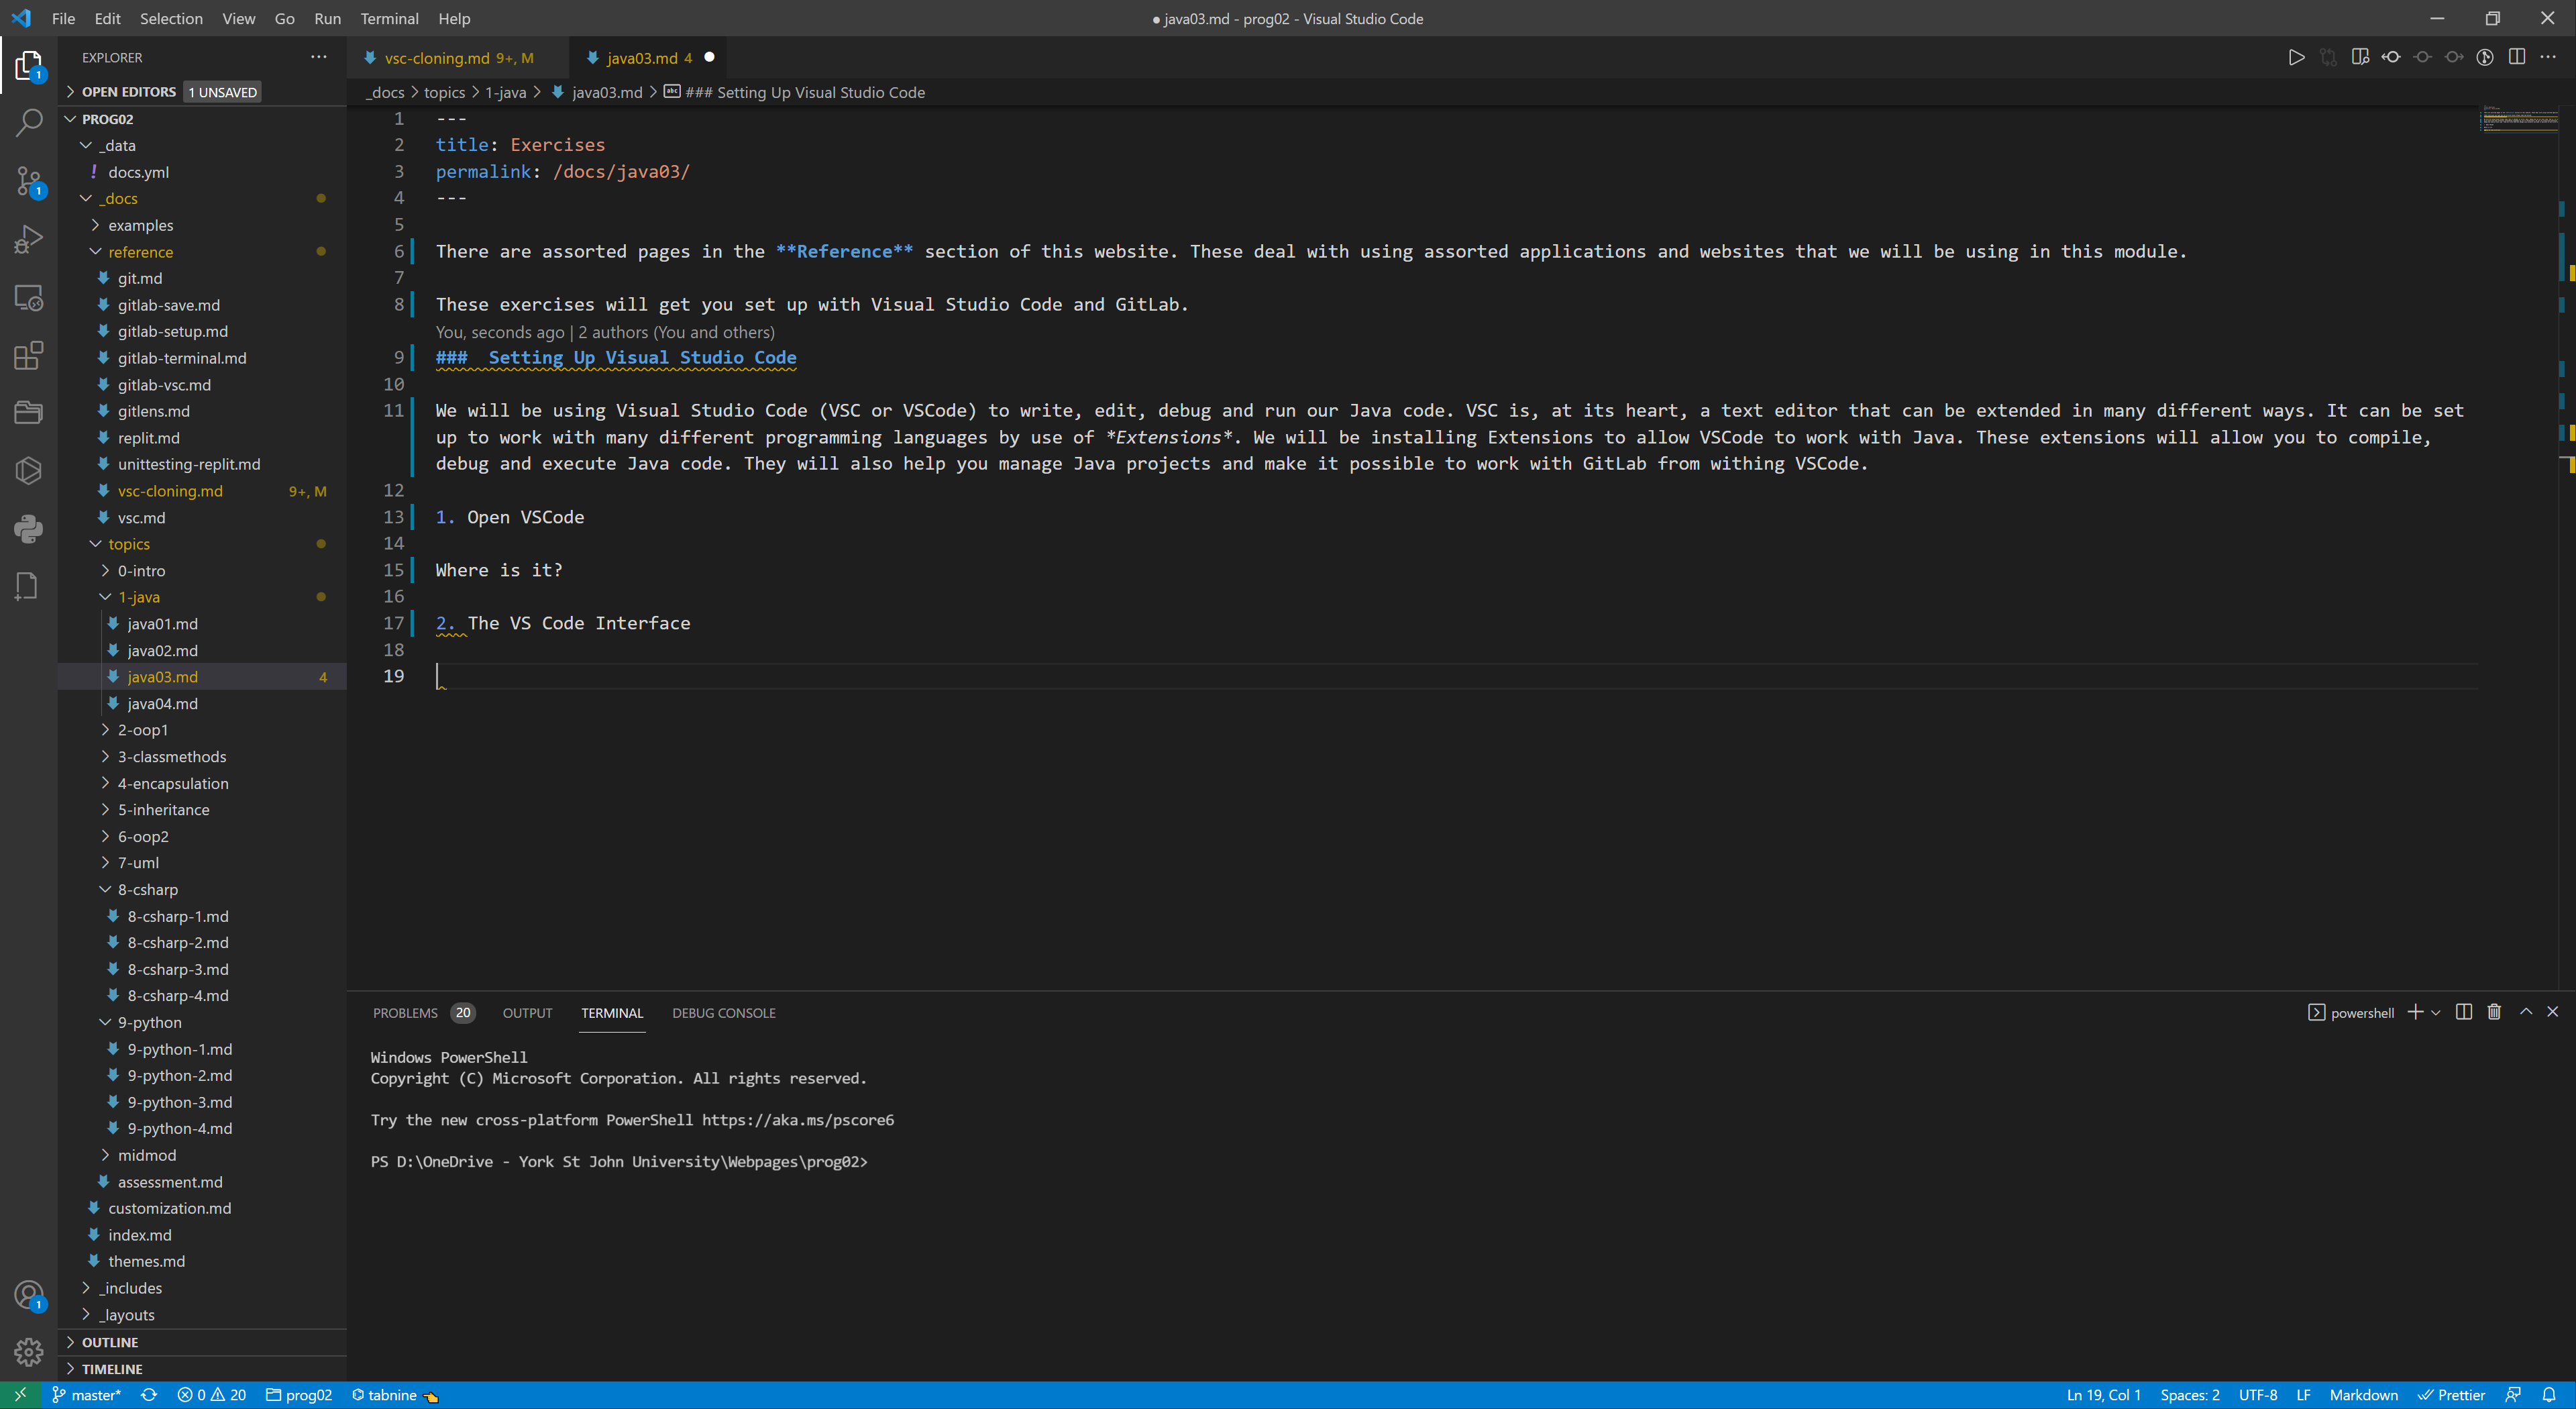 File Edit Selection View Go Run Terminal Help
● java03.md - prog02 - Visual Studio Code
EXPLORER
OPEN EDITORS 1 UNSAVED
PROG02
_data
! docs.yml
_docs
examples
reference
git.md
gitlab-save.md
gitlab-setup.md
gitlab-terminal.md
gitlab-vsc.md
gitlens.md
replit.md
unittesting-replit.md
vsc-cloning.md 9+, M
vsc.md
topics
0-intro
1-java
java01.md
java02.md
java03.md 4
java04.md
2-oop1
3-classmethods
4-encapsulation
5-inheritance
6-oop2
7-uml
8-csharp
8-csharp-1.md
8-csharp-2.md
8-csharp-3.md
8-csharp-4.md
9-python
9-python-1.md
9-python-2.md
9-python-3.md
9-python-4.md
midmod
assessment.md
customization.md
index.md
themes.md
_includes
_layouts
OUTLINE
TIMELINE
1
1
1
vsc-cloning.md 9+, M
java03.md 4
_docs > topics > 1-java > java03.md > abc ### Setting Up Visual Studio Code
1 ---
2 title: Exercises
3 permalink: /docs/java03/
4 ---
5
6 There are assorted pages in the **Reference** section of this website. These deal with using assorted applications and websites that we will be using in this module.
7
8 These exercises will get you set up with Visual Studio Code and GitLab.
You, seconds ago | 2 authors (You and others)
9 ###  Setting Up Visual Studio Code
10
11 We will be using Visual Studio Code (VSC or VSCode) to write, edit, debug and run our Java code. VSC is, at its heart, a text editor that can be extended in many different ways. It can be set
up to work with many different programming languages by use of *Extensions*. We will be installing Extensions to allow VSCode to work with Java. These extensions will allow you to compile,
debug and execute Java code. They will also help you manage Java projects and make it possible to work with GitLab from withing VSCode.
12
13 1. Open VSCode
14
15 Where is it?
16
17 2. The VS Code Interface
18
19
PROBLEMS 20 OUTPUT TERMINAL DEBUG CONSOLE
powershell
Windows PowerShell
Copyright (C) Microsoft Corporation. All rights reserved.
Try the new cross-platform PowerShell https://aka.ms/pscore6
PS D:\OneDrive - York St John University\Webpages\prog02>
master* 0 20 prog02 tabnine
Ln 19, Col 1 Spaces: 2 UTF-8 LF Markdown Prettier